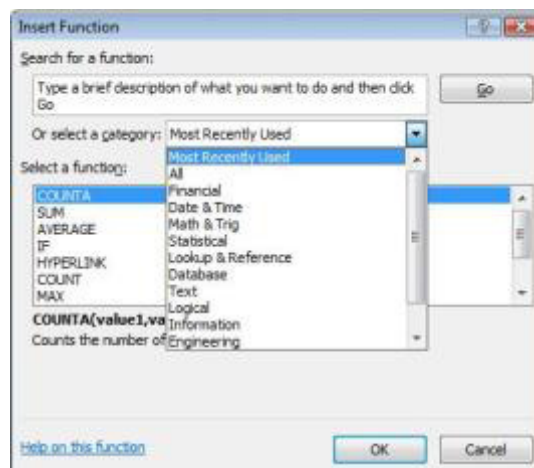 Insert Function
Search for a function:
Type a brief description of what you want to do and then click
Go
Go
Or select a category: Most Recently Used
Most Recently Used
All
Financial
Date & Time
Math & Trig
Statistical
Lookup & Reference
Database
Text
Logical
Information
Engineering
Select a function:
COUNTA
SUM
AVERAGE
IF
HYPERLINK
COUNT
MAX
COUNTA(value1,va
Counts the number of
Help on this function
OK
Cancel